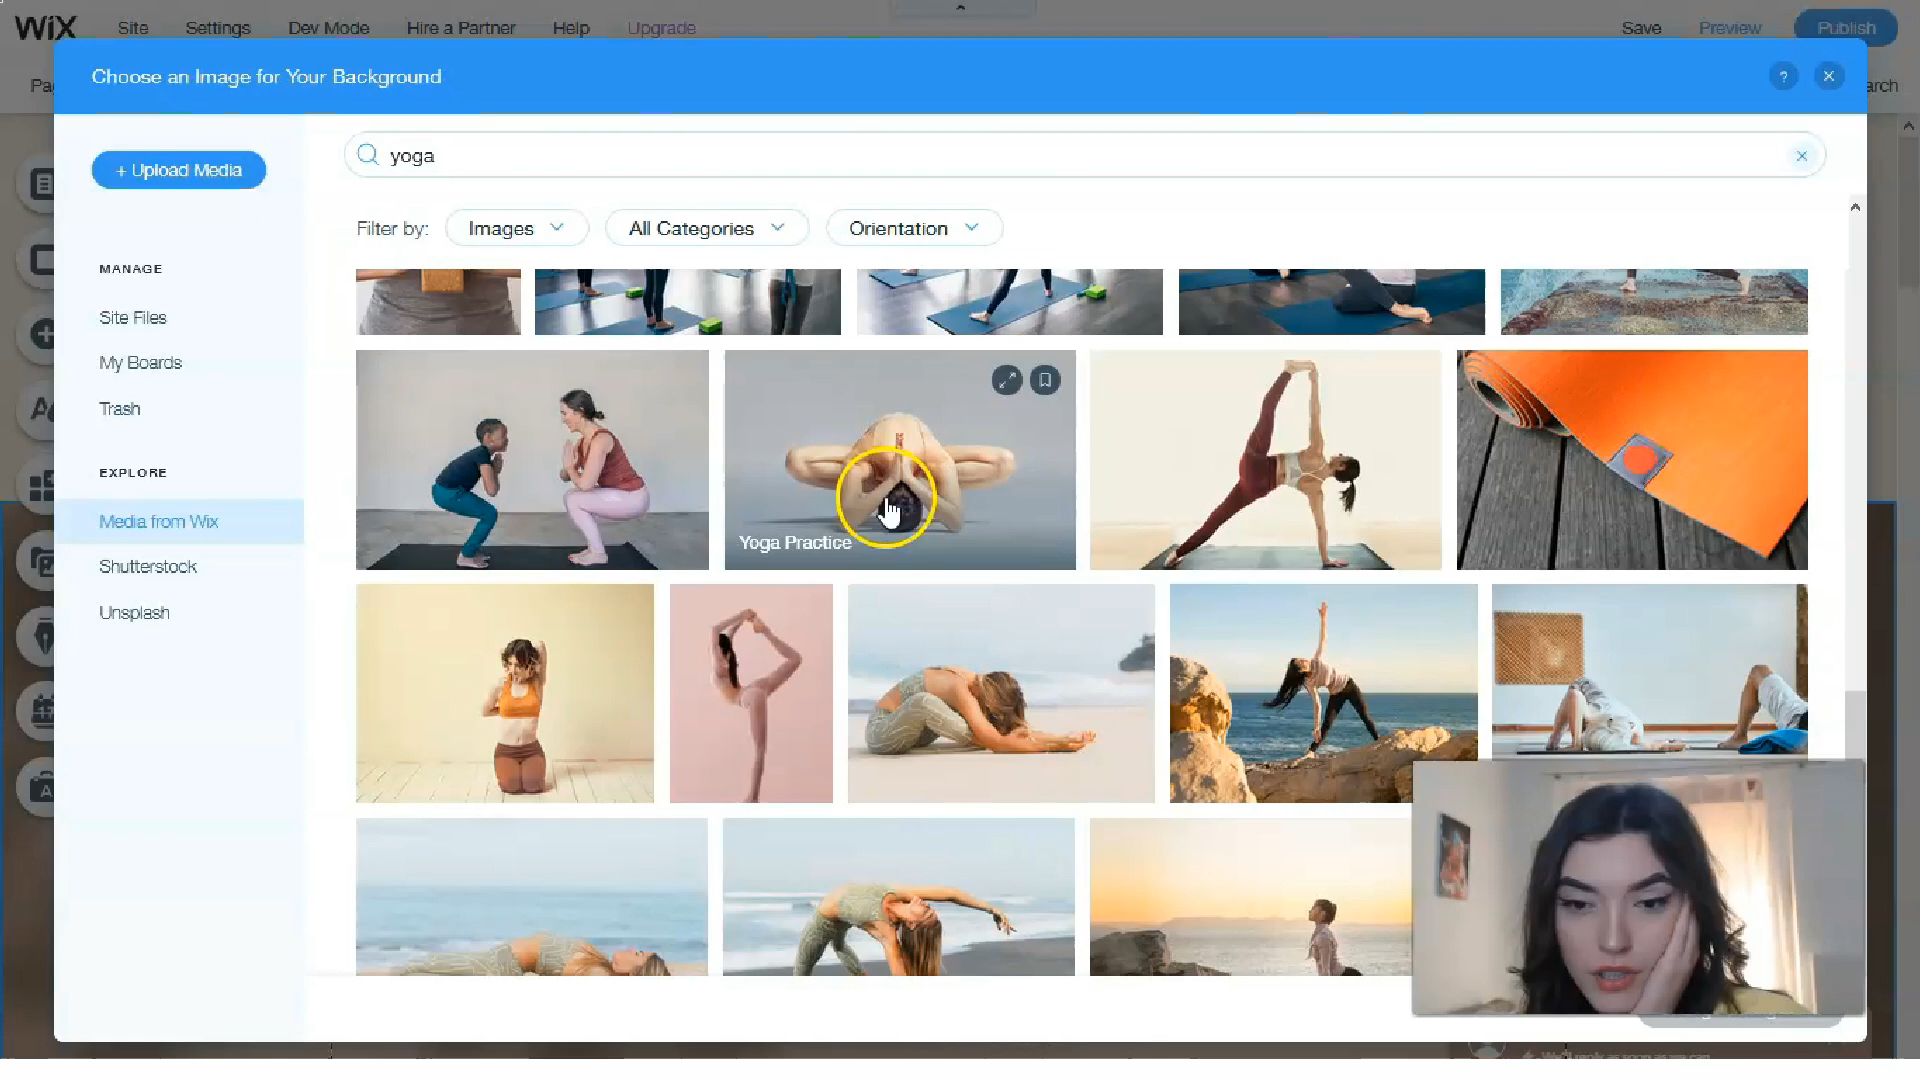 WiX Site Settings Dev Mode Hire a Partner Help Upgrade Save Preview Publish
Choose an Image for Your Background ?
+ Upload Media
yoga
Filter by: Images All Categories Orientation
MANAGE
Site Files
My Boards
Trash
EXPLORE
Media from Wix
Shutterstock
Unsplash
Yoga Practice